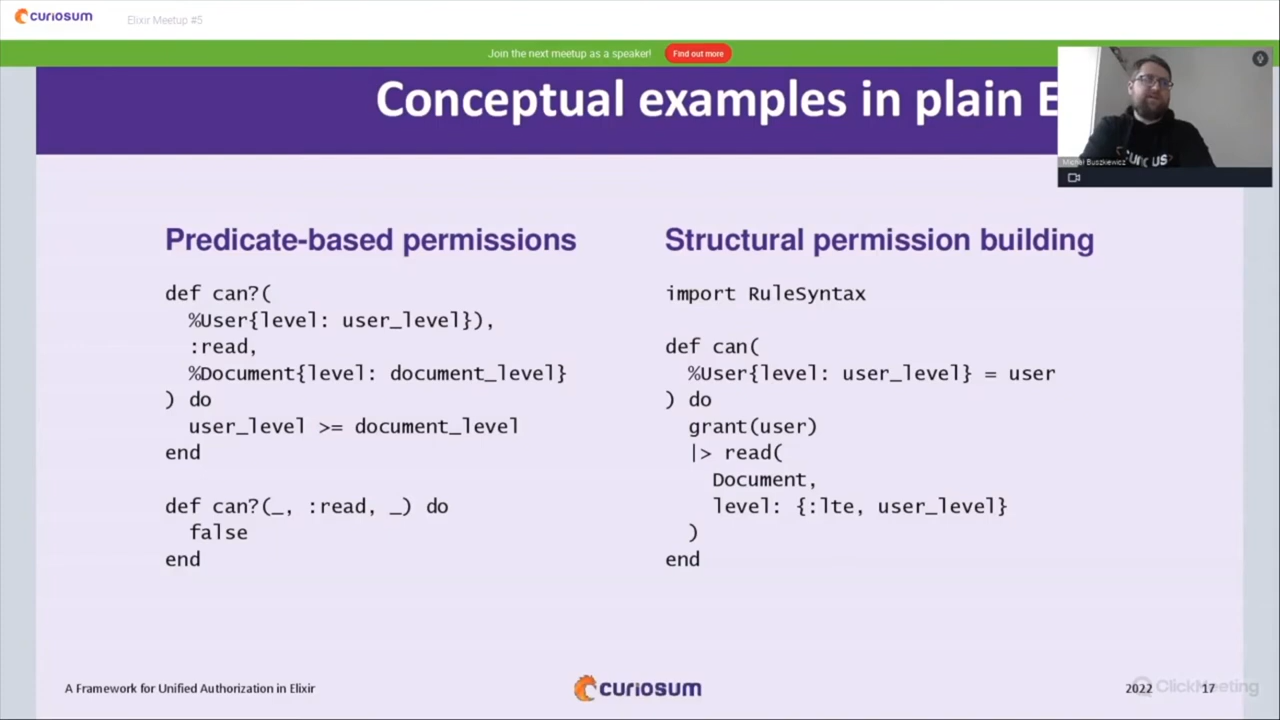 curiosum
Elixir Meetup #5
Join the next meetup as a speaker!
Find out more
Conceptual examples in plain E
Michał Buszkewicz
Predicate-based permissions
def can?(
  %User{level: user_level}),
  :read,
  %Document{level: document_level}
) do
  user_level >= document_level
end
def can?(_, :read, _) do
  false
end
Structural permission building
import RuleSyntax
def can(
  %User{level: user_level} = user
) do
  grant(user)
  |> read(
    Document,
    level: {:lte, user_level}
  )
end
A Framework for Unified Authorization in Elixir
curiosum
2022
17
ClickMeeting